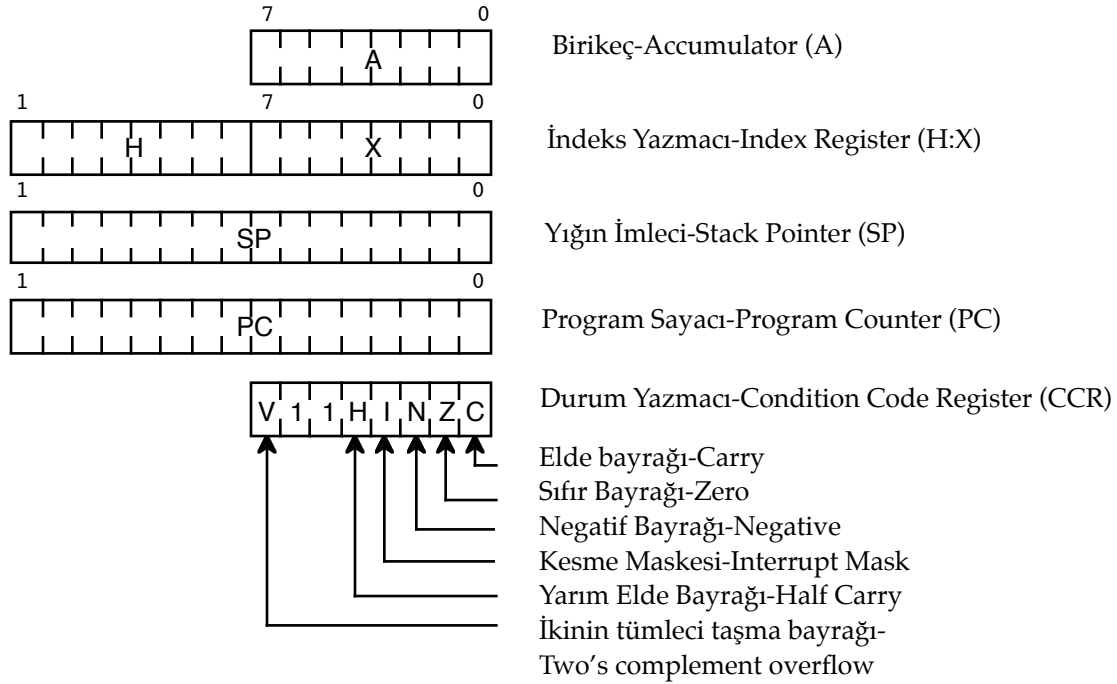 7 0
A
Birikeç-Accumulator (A)
1 7 0
H X
İndeks Yazmacı-Index Register (H:X)
1 0
SP
Yığın İmleci-Stack Pointer (SP)
1 0
PC
Program Sayacı-Program Counter (PC)
V 1 1 H I N Z C
Durum Yazmacı-Condition Code Register (CCR)
Elde bayrağı-Carry
Sıfır Bayrağı-Zero
Negatif Bayrağı-Negative
Kesme Maskesi-Interrupt Mask
Yarım Elde Bayrağı-Half Carry
İkinin tümleci taşma bayrağı-
Two's complement overflow